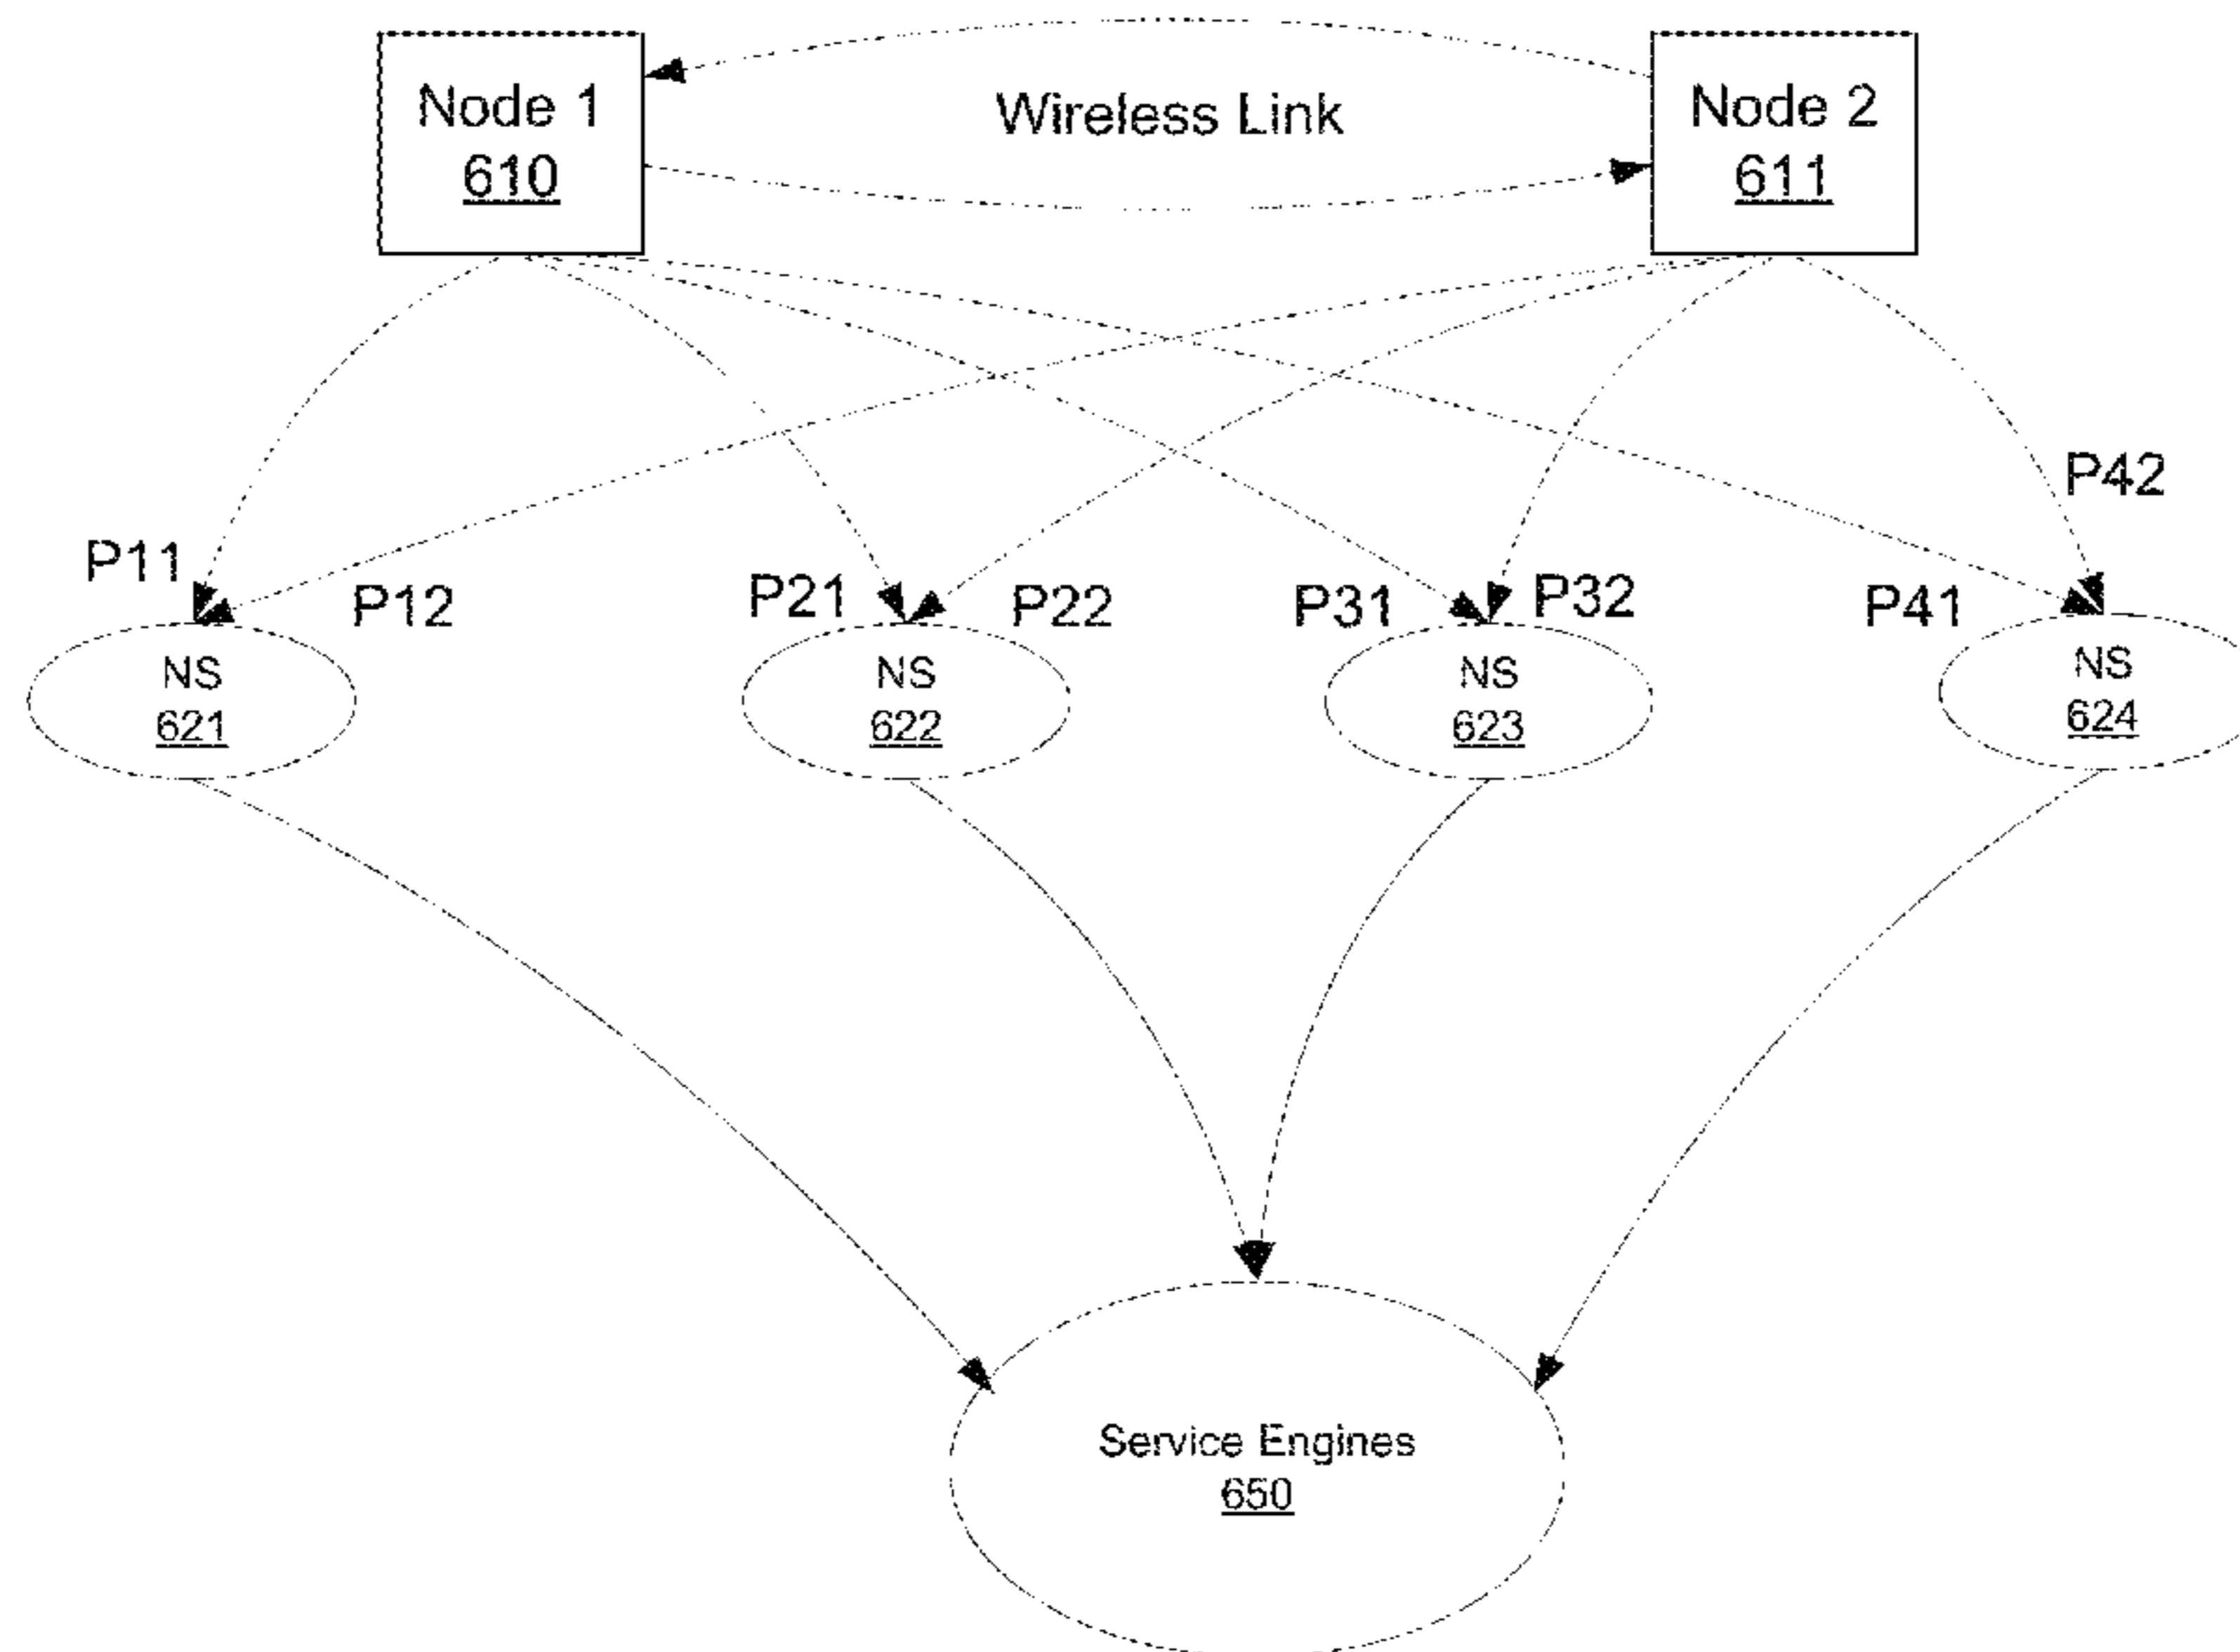 Node 1
610
Wireless Link
Node 2
611
P42
P11
P12
P21
P22
P31
P32
P41
NS
621
NS
622
NS
623
NS
624
Service Engines
650